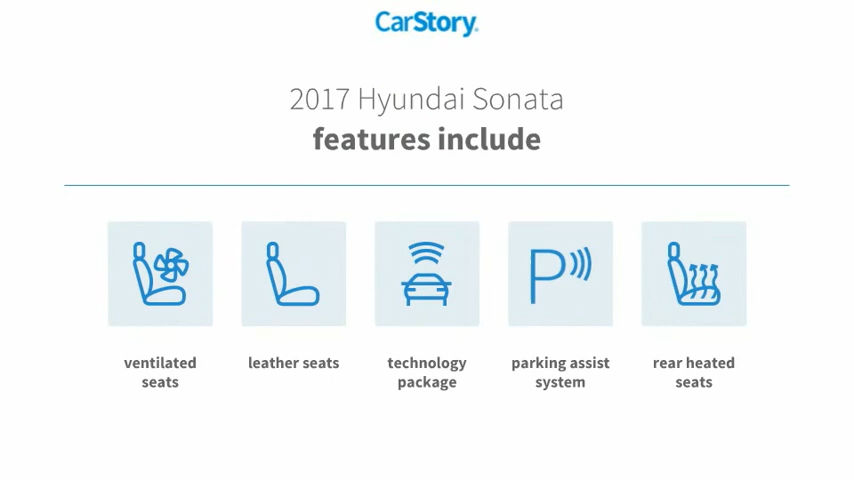 CarStory.
2017 Hyundai Sonata
features include
P
ventilated
seats
leather seats
technology
package
parking assist
system
rear heated
seats